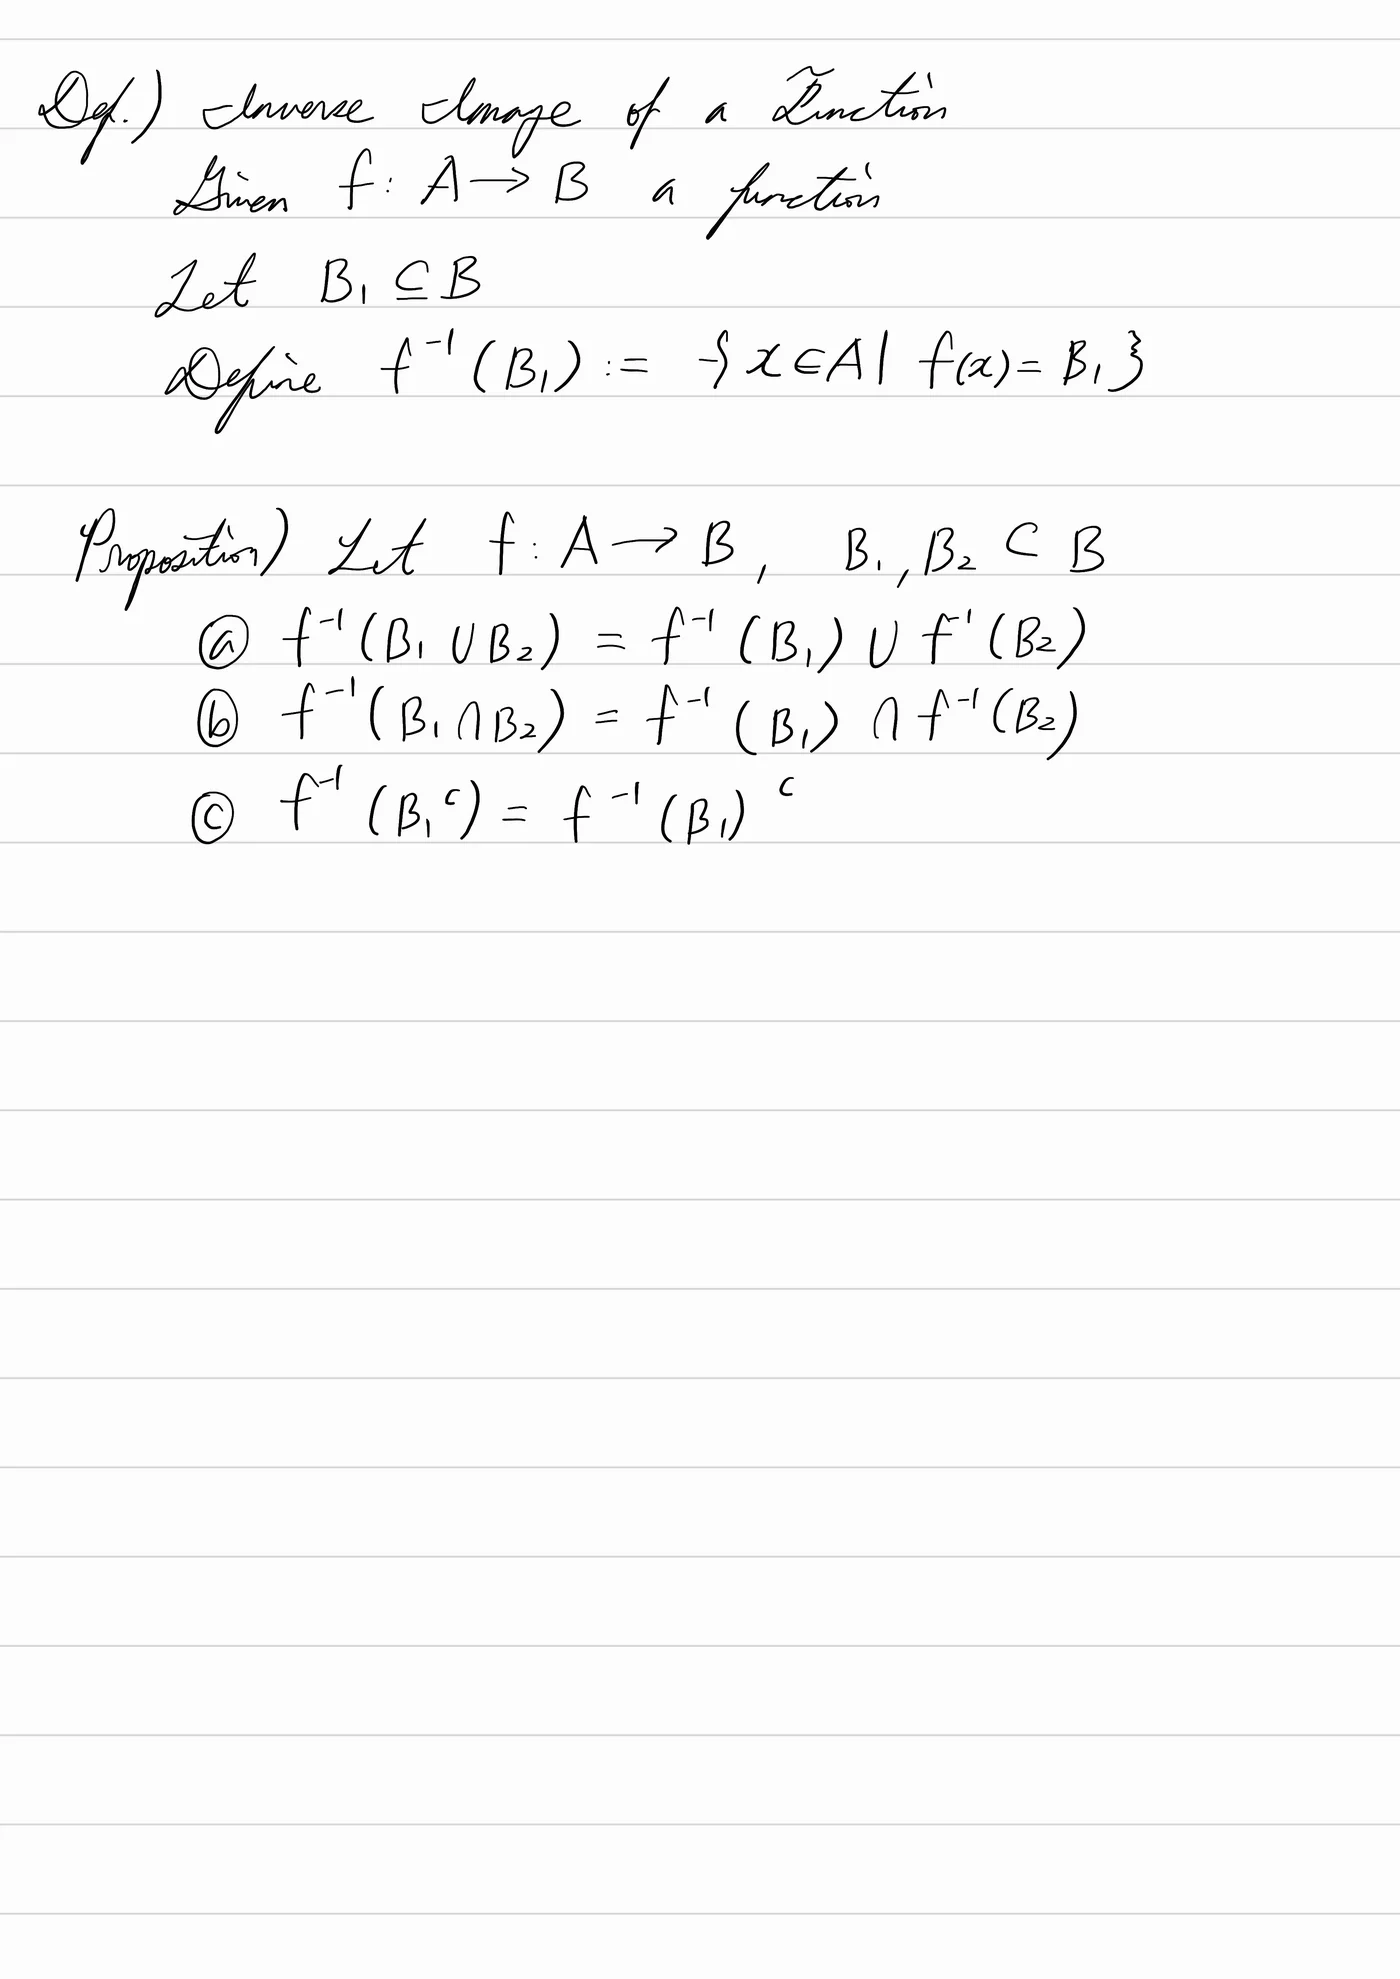 Def.) Inverse Image of a Function
Given f: A → B a function
Let B₁ ⊆ B
Define f⁻¹(B₁) := {x ∈ A | f(x) = B₁}
Proposition) Let f: A → B, B₁, B₂ ⊂ B
ⓐ f⁻¹(B₁ ∪ B₂) = f⁻¹(B₁) ∪ f⁻¹(B₂)
ⓑ f⁻¹(B₁ ∩ B₂) = f⁻¹(B₁) ∩ f⁻¹(B₂)
ⓒ f⁻¹(B₁ᶜ) = f⁻¹(B₁)ᶜ